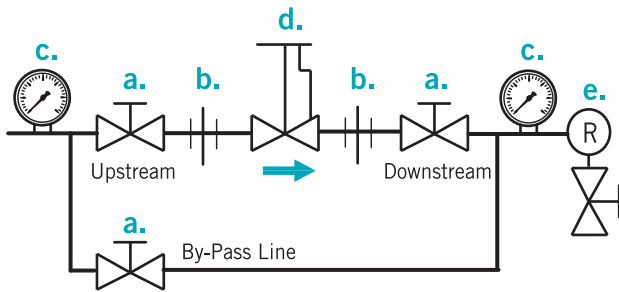 d.
c.
c.
a.
b.
b.
a.
e.
R
Upstream
Downstream
a.
By-Pass Line